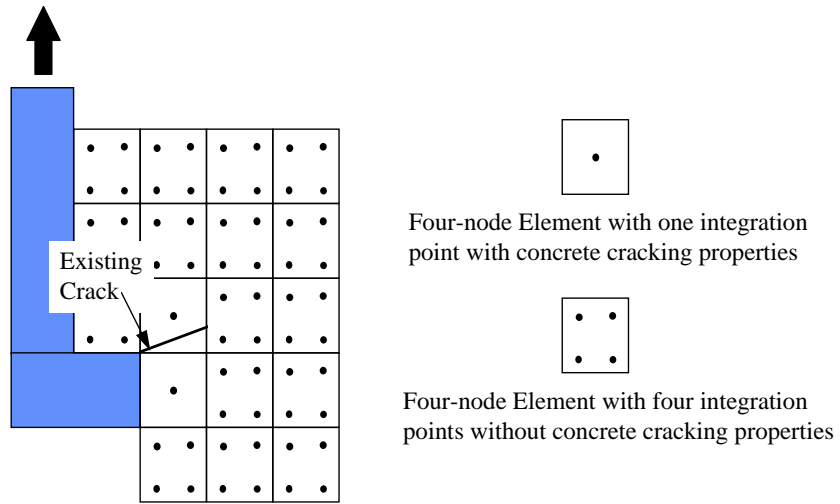 Existing
Crack
Four-node Element with one integration
point with concrete cracking properties
Four-node Element with four integration
points without concrete cracking properties